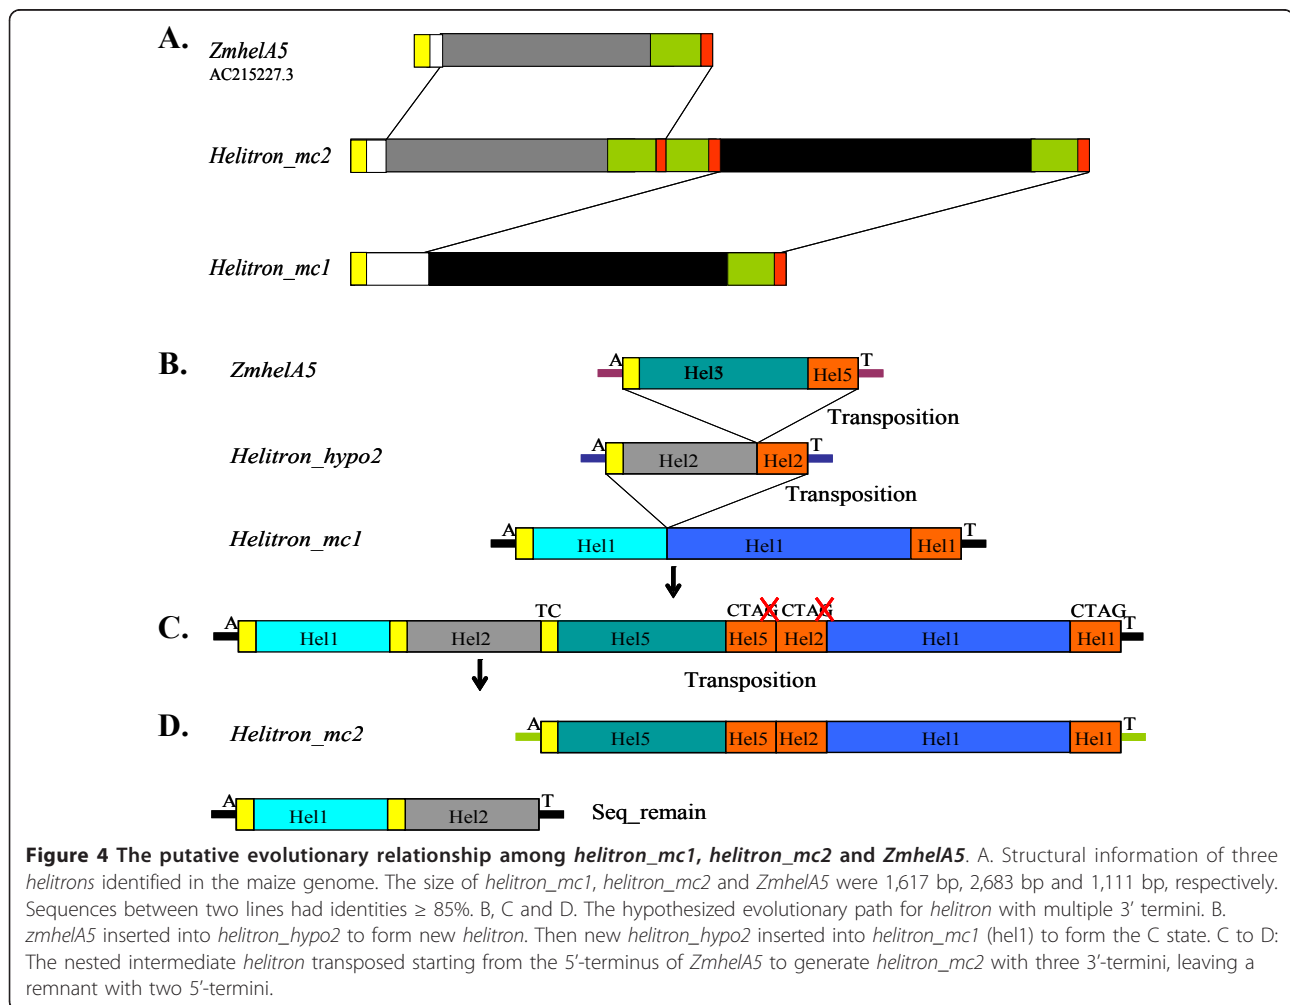 A.
ZmhelA5
AC215227.3
Helitron_mc2
Helitron_mc1
B.
ZmhelA5
A
Hel5
Hel5
T
Transposition
Helitron_hypo2
A
Hel2
Hel2
T
Transposition
Helitron_mc1
A
Hel1
Hel1
Hel1
T
C.
TC
CTAG
CTAG
CTAG
A
Hel1
Hel2
Hel5
Hel5
Hel2
Hel1
Hel1
T
Transposition
D.
Helitron_mc2
A
Hel5
Hel5
Hel2
Hel1
Hel1
T
A
Hel1
Hel2
T
Seq_remain
Figure 4 The putative evolutionary relationship among helitron_mc1, helitron_mc2 and ZmhelA5. A. Structural information of three
helitrons identified in the maize genome. The size of helitron_mc1, helitron_mc2 and ZmhelA5 were 1,617 bp, 2,683 bp and 1,111 bp, respectively.
Sequences between two lines had identities ≥ 85%. B, C and D. The hypothesized evolutionary path for helitron with multiple 3' termini. B.
zmhelA5 inserted into helitron_hypo2 to form new helitron. Then new helitron_hypo2 inserted into helitron_mc1 (hel1) to form the C state. C to D:
The nested intermediate helitron transposed starting from the 5'-terminus of ZmhelA5 to generate helitron_mc2 with three 3'-termini, leaving a
remnant with two 5'-termini.